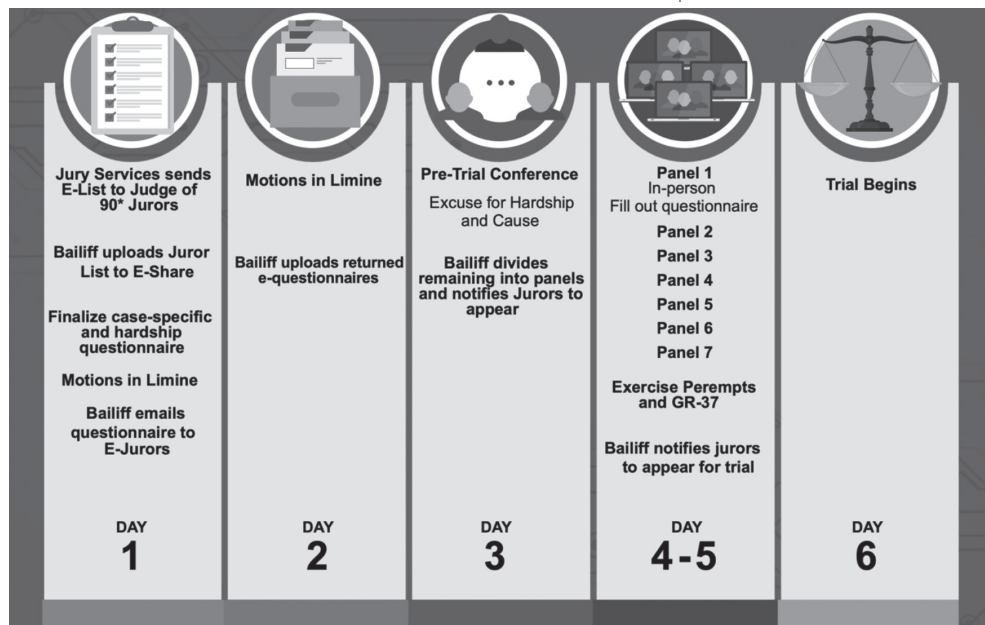 Jury Services sends
E-List to Judge of
90* Jurors
Bailiff uploads Juror
List to E-Share
Finalize case-specific
and hardship
questionnaire
Motions in Limine
Bailiff emails
questionnaire to
E-Jurors
DAY
1
Motions in Limine
Bailiff uploads returned
e-questionnaires
DAY
2
Pre-Trial Conference
Excuse for Hardship
and Cause
Bailiff divides
remaining into panels
and notifies Jurors to
appear
DAY
3
Panel 1
In-person
Fill out questionnaire
Panel 2
Panel 3
Panel 4
Panel 5
Panel 6
Panel 7
Exercise Perempts
and GR-37
Bailiff notifies jurors
to appear for trial
DAY
4-5
Trial Begins
DAY
6